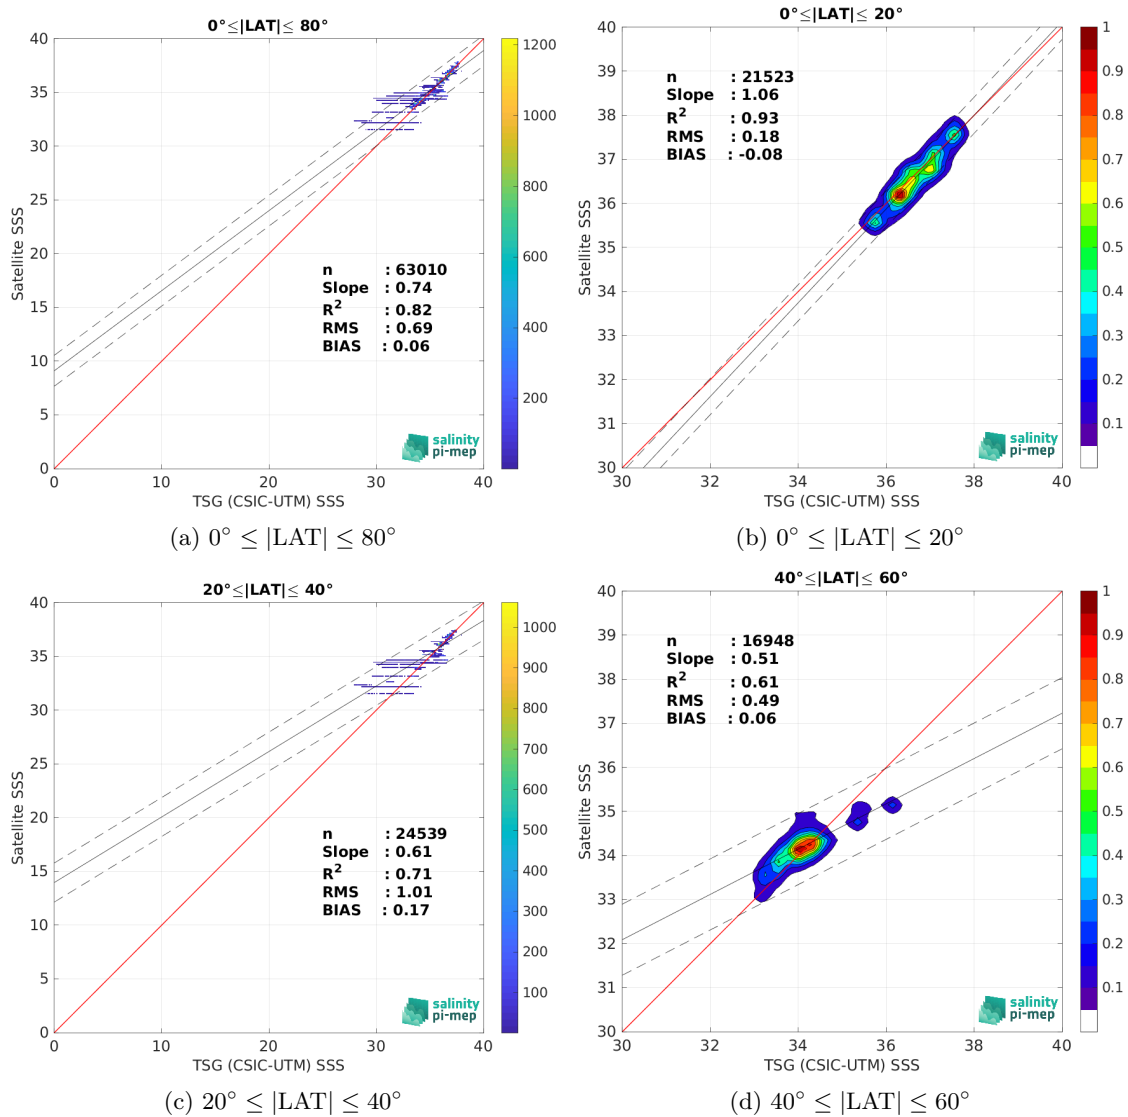 0°≤|LAT|≤ 80°
40
35
30
25
20
15
10
5
0
Satellite SSS
n : 63010
Slope : 0.74
R² : 0.82
RMS : 0.69
BIAS : 0.06
salinity
pi-mep
0 10 20 30 40
TSG (CSIC-UTM) SSS
1200
1000
800
600
400
200
(a) 0° ≤ |LAT| ≤ 80°
0°≤|LAT|≤ 20°
40
39
38
37
36
35
34
33
32
31
30
Satellite SSS
n : 21523
Slope : 1.06
R² : 0.93
RMS : 0.18
BIAS : -0.08
salinity
pi-mep
30 32 34 36 38 40
TSG (CSIC-UTM) SSS
1
0.9
0.8
0.7
0.6
0.5
0.4
0.3
0.2
0.1
(b) 0° ≤ |LAT| ≤ 20°
20°≤|LAT|≤ 40°
40
35
30
25
20
15
10
5
0
Satellite SSS
n : 24539
Slope : 0.61
R² : 0.71
RMS : 1.01
BIAS : 0.17
salinity
pi-mep
0 10 20 30 40
TSG (CSIC-UTM) SSS
1000
900
800
700
600
500
400
300
200
100
(c) 20° ≤ |LAT| ≤ 40°
40°≤|LAT|≤ 60°
40
39
38
37
36
35
34
33
32
31
30
Satellite SSS
n : 16948
Slope : 0.51
R² : 0.61
RMS : 0.49
BIAS : 0.06
salinity
pi-mep
30 32 34 36 38 40
TSG (CSIC-UTM) SSS
1
0.9
0.8
0.7
0.6
0.5
0.4
0.3
0.2
0.1
(d) 40° ≤ |LAT| ≤ 60°